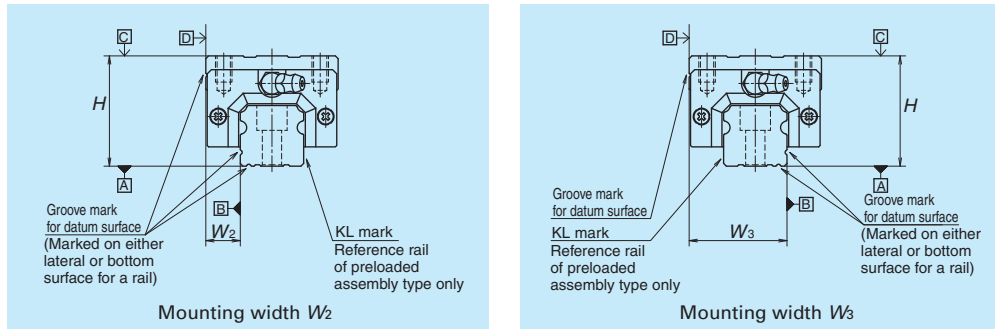 C
D
H
A
B
Groove mark
for datum surface
(Marked on either
lateral or bottom
surface for a rail)
W2
KL mark
Reference rail
of preloaded
assembly type only
Mounting width W2
D
C
H
A
B
Groove mark
for datum surface
KL mark
Reference rail
of preloaded
assembly type only
W3
Groove mark
for datum surface
(Marked on either
lateral or bottom
surface for a rail)
Mounting width W3